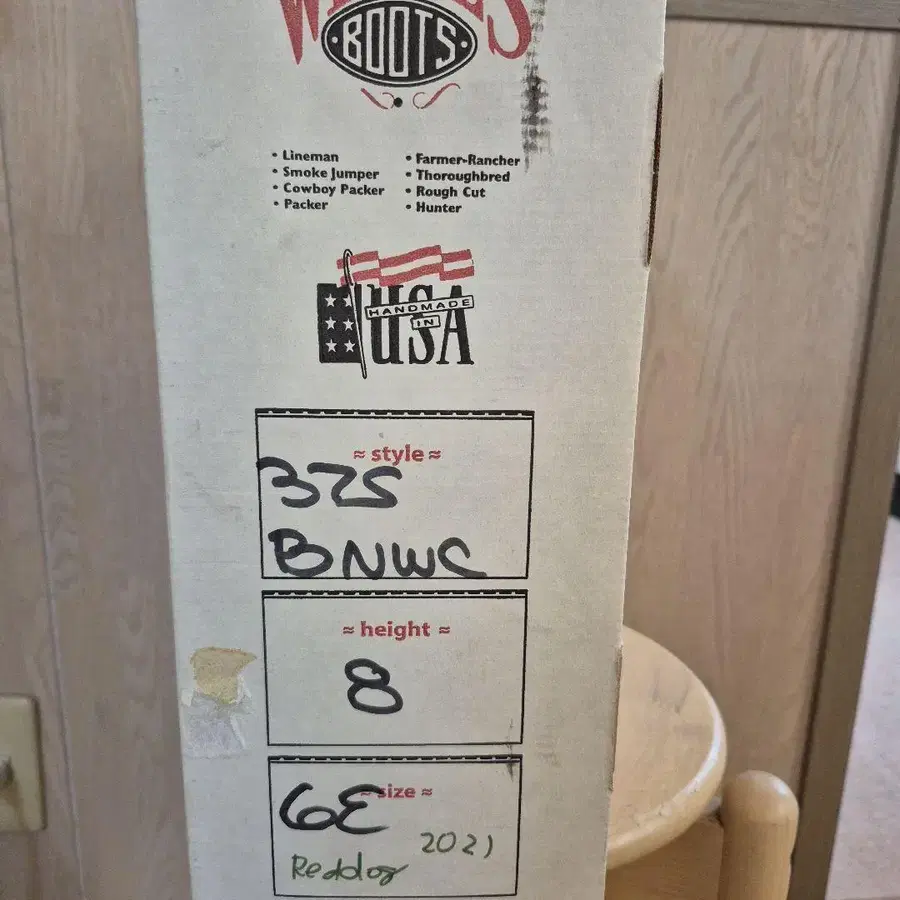 BOOTS
• Lineman
• Smoke Jumper
• Cowboy Packer
• Packer
• Farmer-Rancher
• Thoroughbred
• Rough Cut
• Hunter
HANDMADE
IN
USA
≈ style ≈
375
BNWC
≈ height ≈
8
≈ size ≈
6E
2021
Reddog